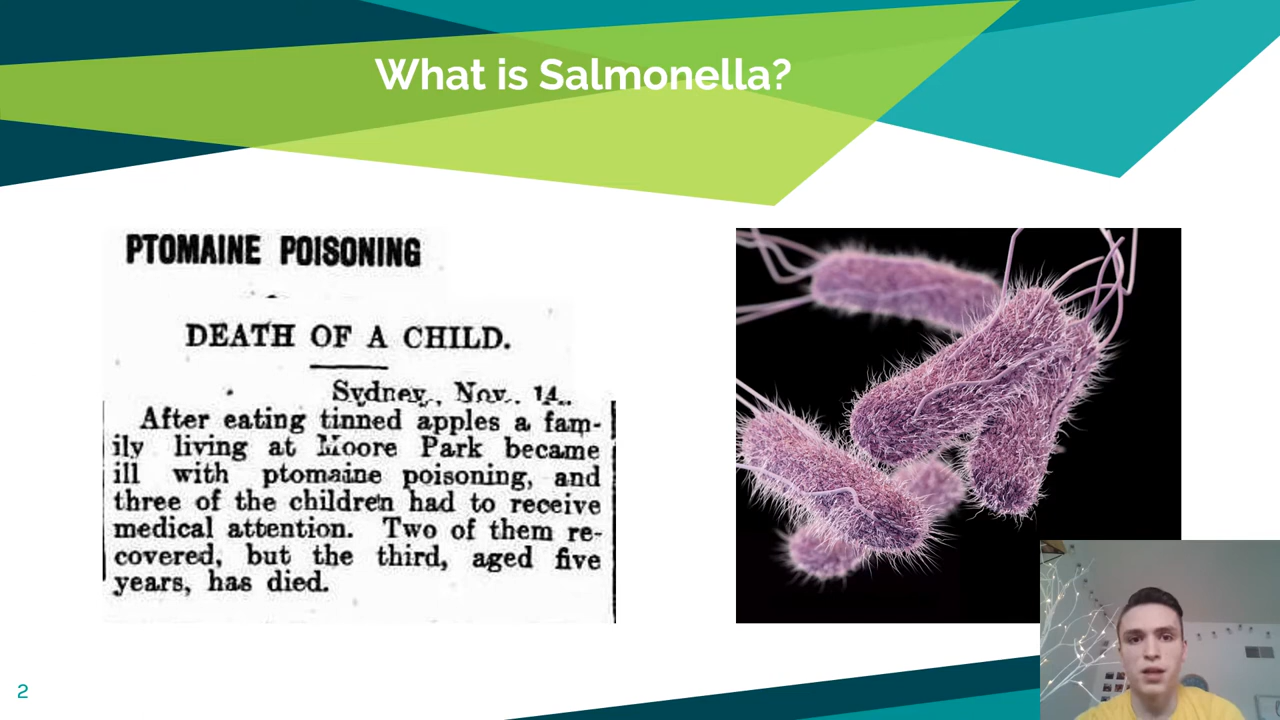 What is Salmonella?
PTOMAINE POISONING
DEATH OF A CHILD.
Sydney, Nov. 14.
After eating tinned apples a fam-
ily living at Moore Park became
ill with ptomaine poisoning, and
three of the children had to receive
medical attention. Two of them re-
covered, but the third, aged five
years, has died.
2